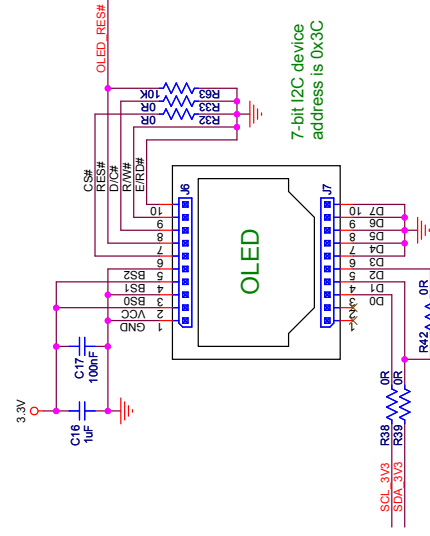 OLED_RES#
10K
R63
0R
R33
0R
R32
7-bit I2C device
address is 0x3C
CS#
RES#
D/C#
R/W#
E/RD#
J6
10
9
8
7
6
5
4
3
2
1
BS2
BS1
BS0
VCC
GND
OLED
J7
10
9
8
7
6
5
4
3
2
1
D7
D6
D5
D4
D3
D2
D1
D0
C17
100nF
C16
1uF
3.3V
R38
0R
R39
0R
R42
0R
SCL_3V3
SDA_3V3